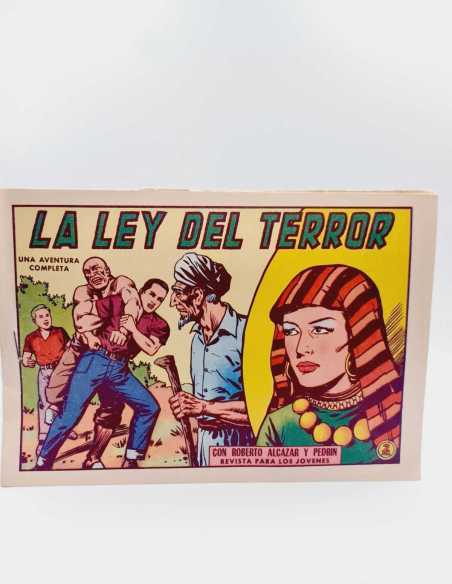 LA LEY DEL TERROR
UNA AVENTURA
COMPLETA
CON ROBERTO ALCAZAR Y PEDRIN
REVISTA PARA LOS JOVENES